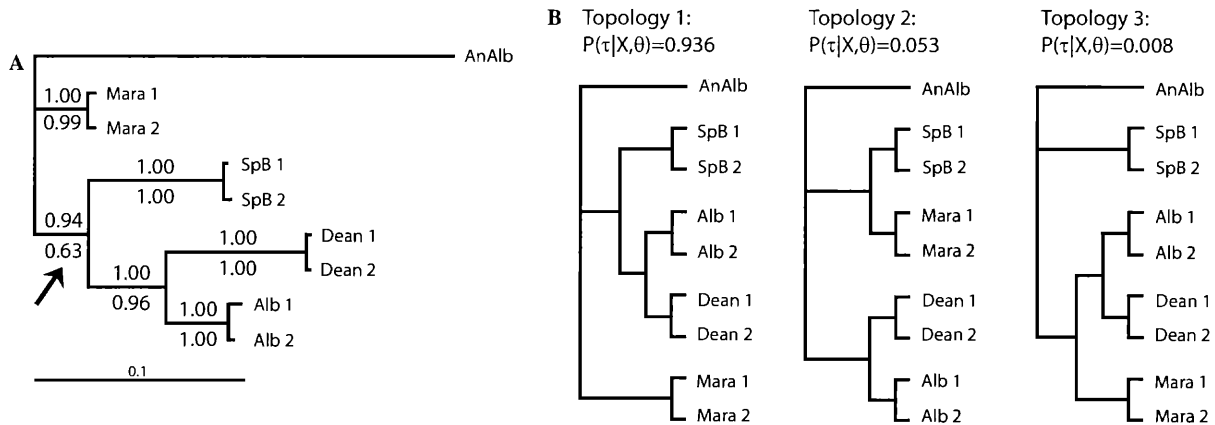 A
AnAlb
1.00
0.99
Mara 1
Mara 2
1.00
1.00
SpB 1
SpB 2
0.94
0.63
1.00
1.00
Dean 1
Dean 2
1.00
0.96
1.00
1.00
Alb 1
Alb 2
0.1
B
Topology 1:
P(τ|X,θ)=0.936
AnAlb
SpB 1
SpB 2
Alb 1
Alb 2
Dean 1
Dean 2
Mara 1
Mara 2
Topology 2:
P(τ|X,θ)=0.053
AnAlb
SpB 1
SpB 2
Mara 1
Mara 2
Dean 1
Dean 2
Alb 1
Alb 2
Topology 3:
P(τ|X,θ)=0.008
AnAlb
SpB 1
SpB 2
Alb 1
Alb 2
Dean 1
Dean 2
Mara 1
Mara 2